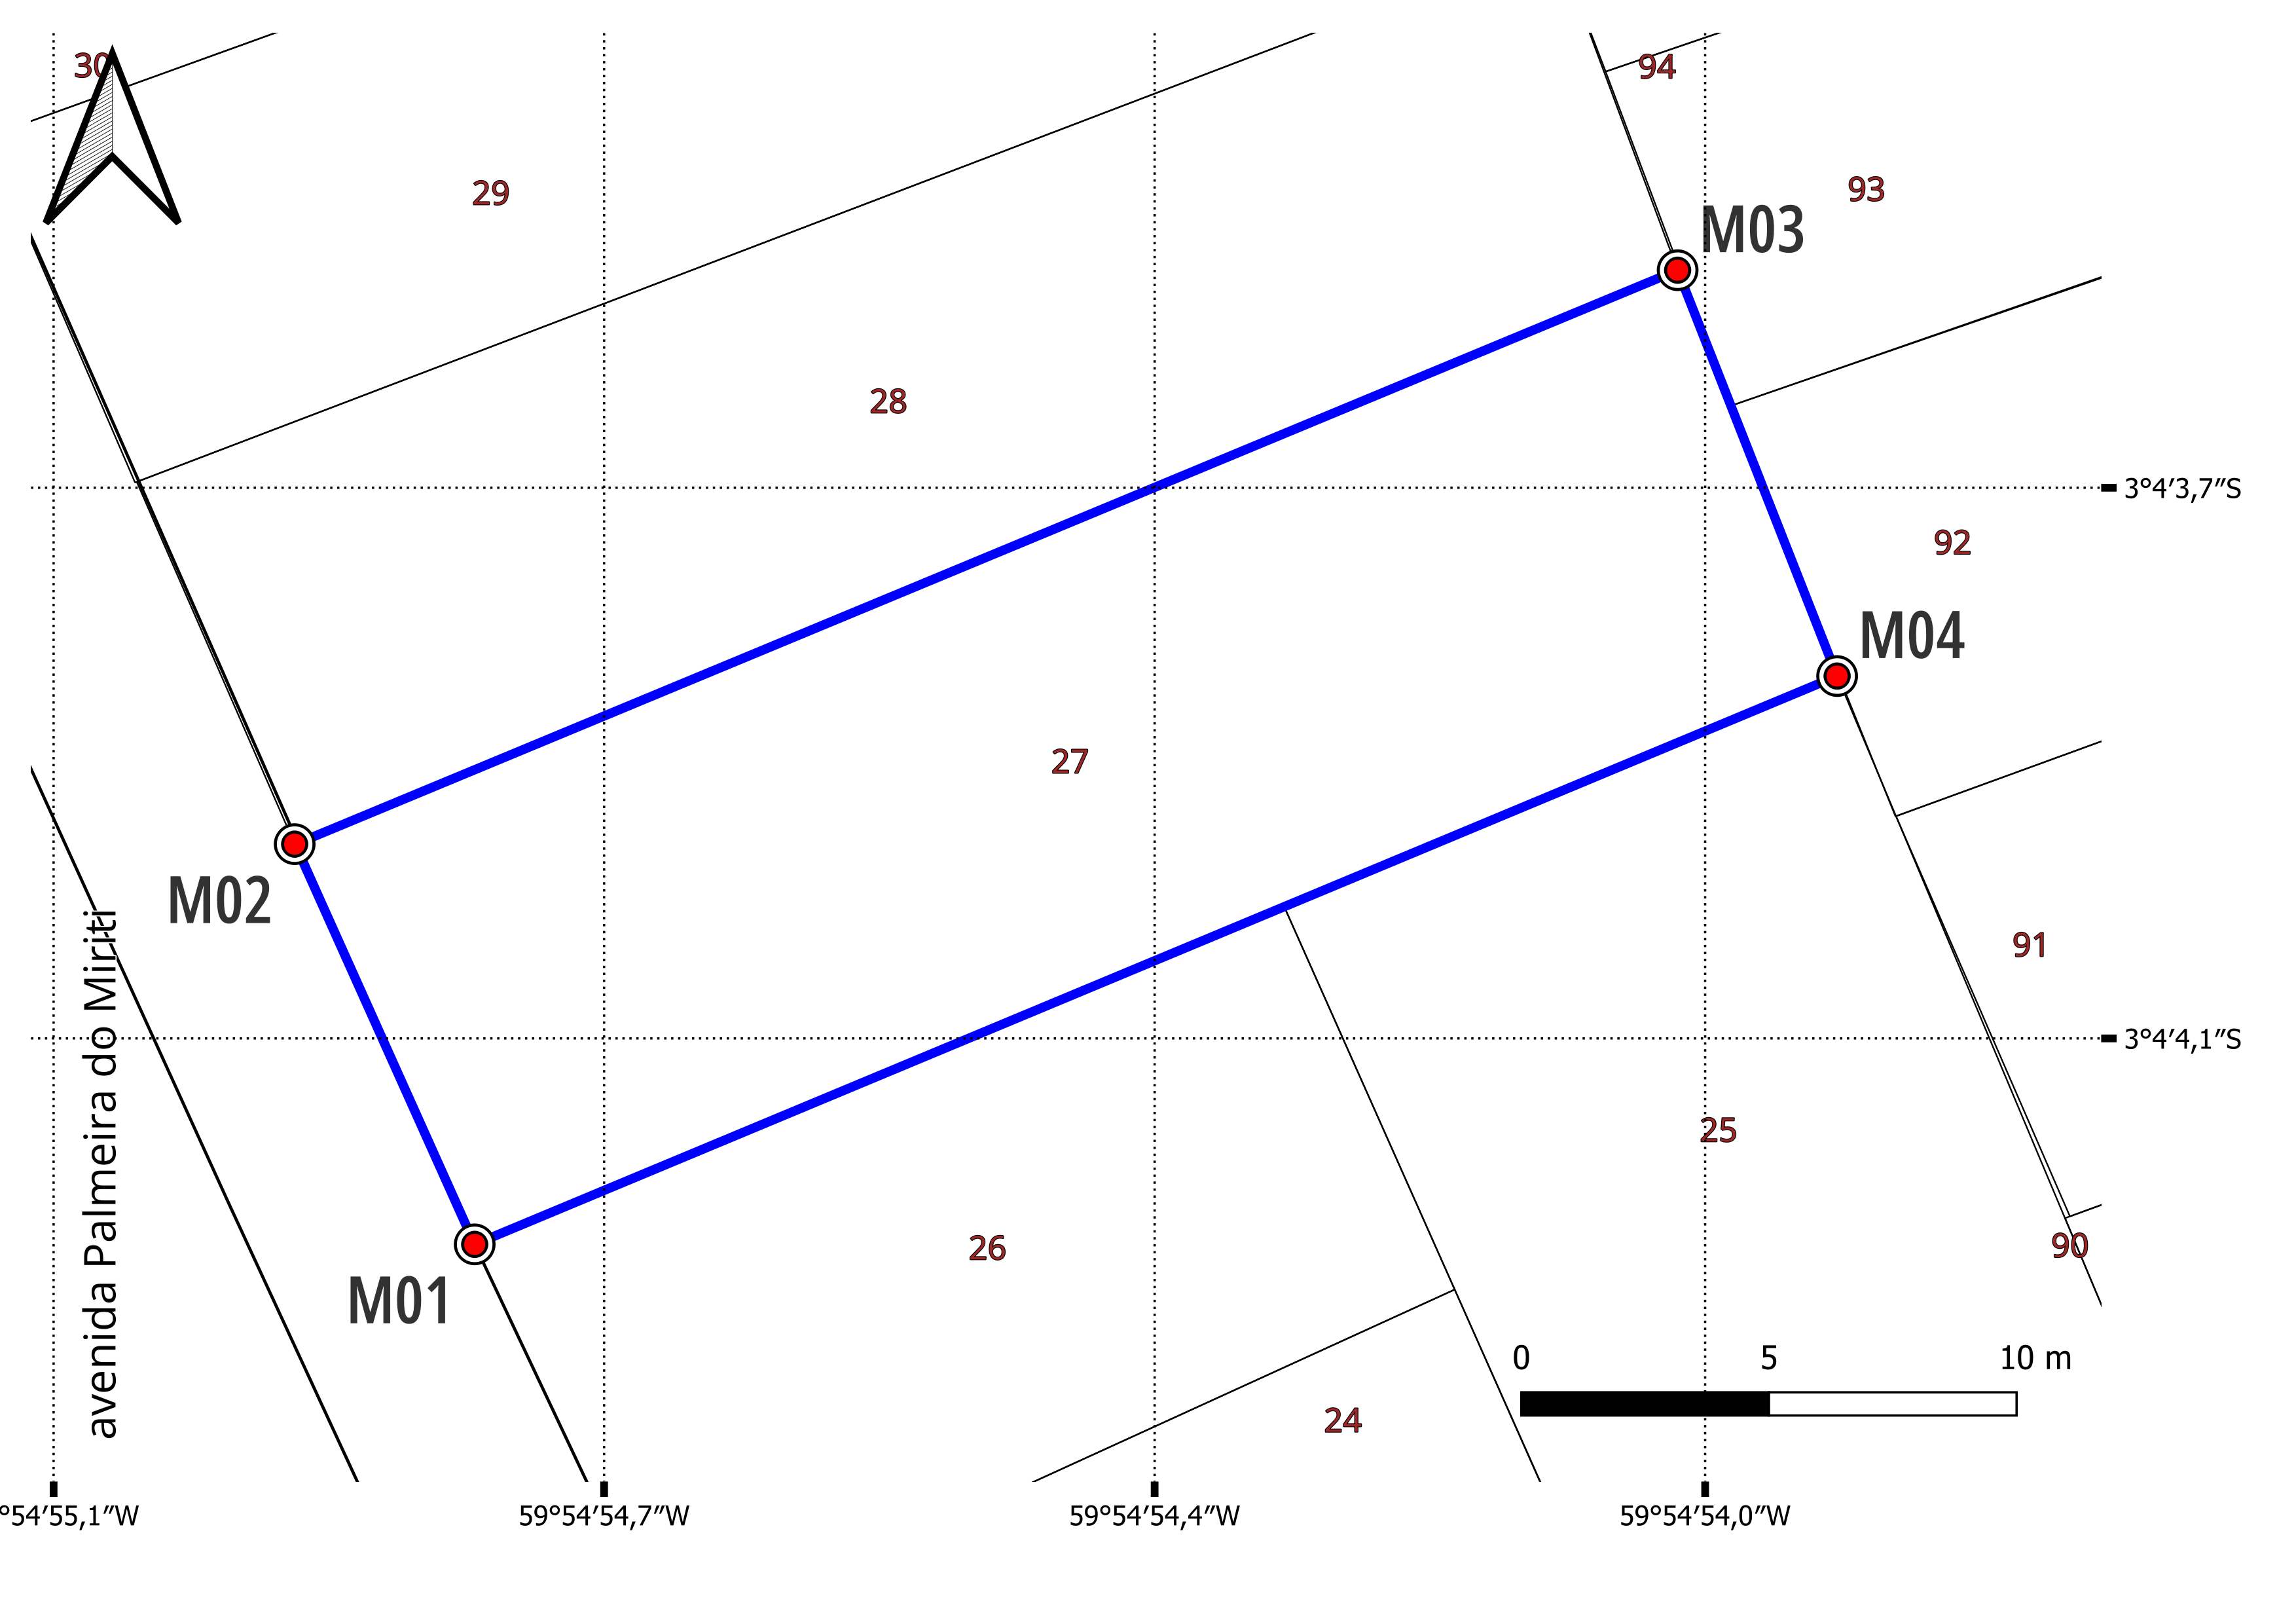 30
94
29
93
M03
28
3°4′3,7″S
92
M04
27
M02
91
avenida Palmeira do Miriti
3°4′4,1″S
25
26
90
M01
0 5 10 m
24
°54′55,1″W 59°54′54,7″W 59°54′54,4″W 59°54′54,0″W